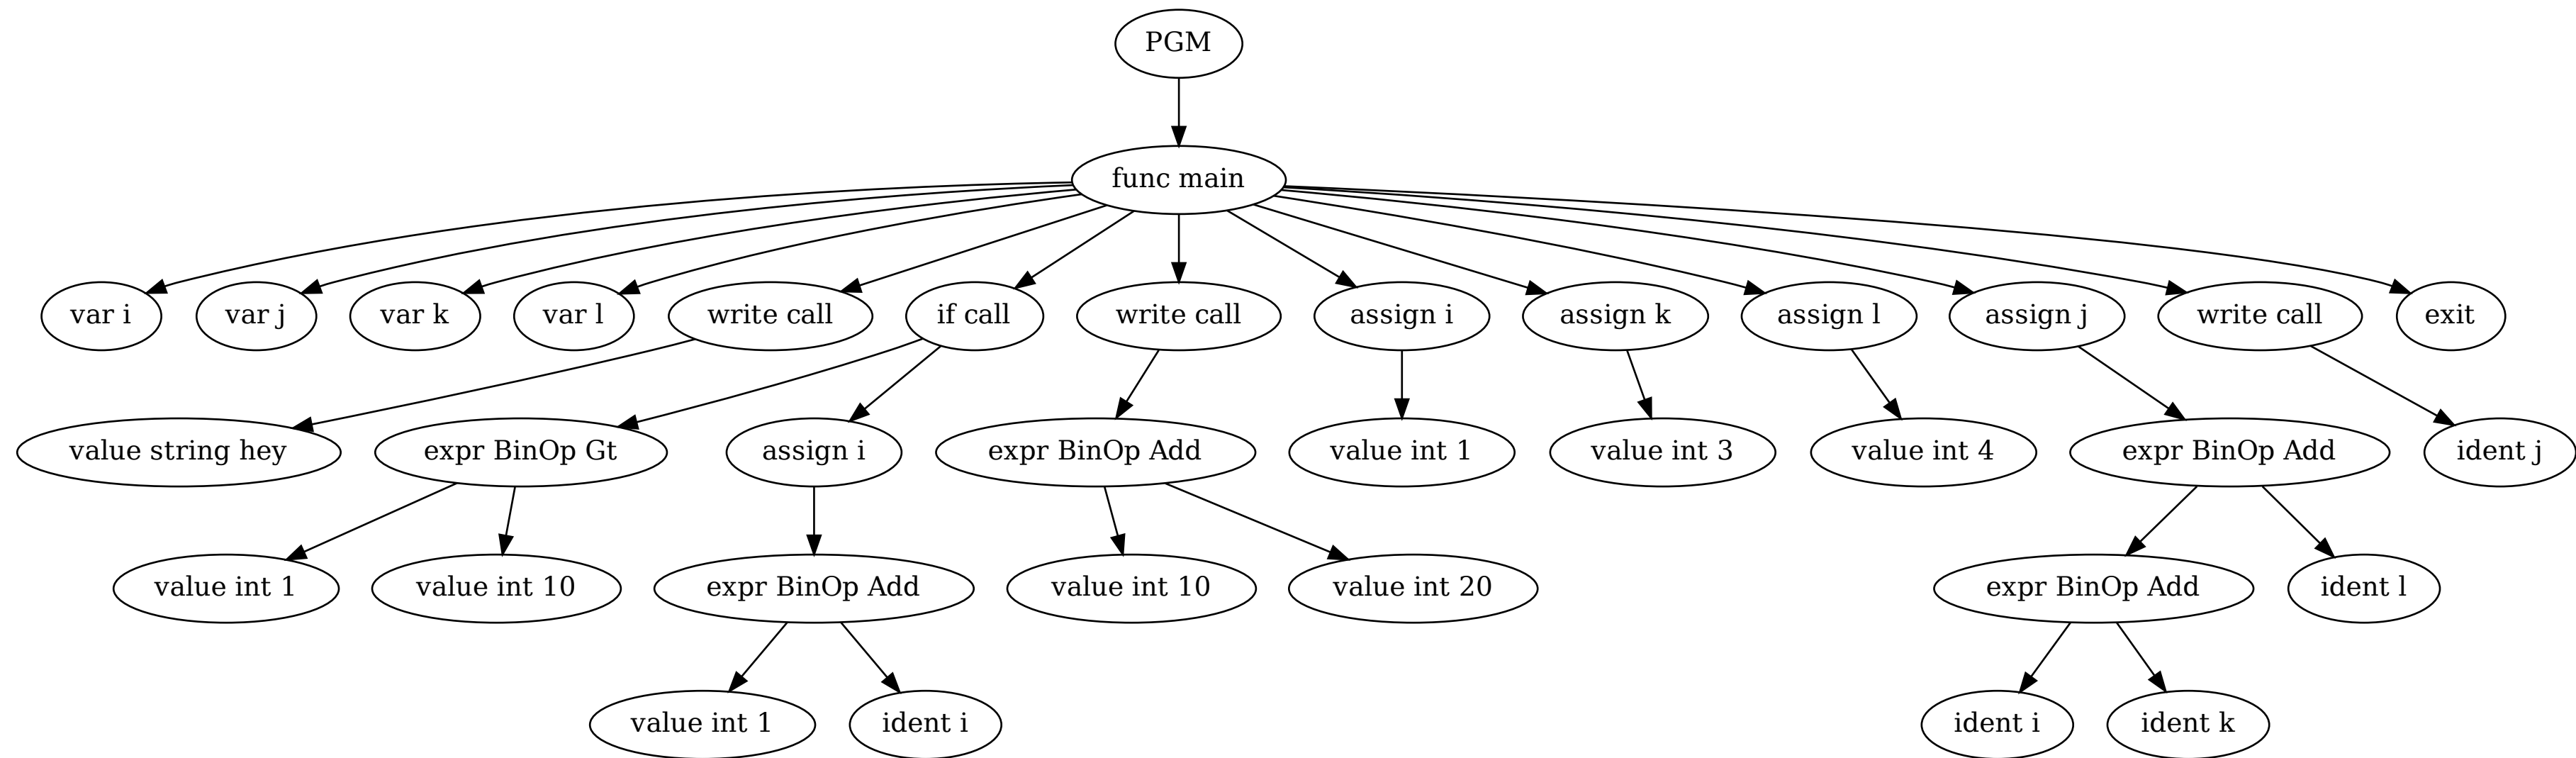 PGM
func main
var i
var j
var k
var l
write call
if call
write call
assign i
assign k
assign l
assign j
write call
exit
value string hey
expr BinOp Gt
assign i
expr BinOp Add
value int 1
value int 3
value int 4
expr BinOp Add
ident j
value int 1
value int 10
expr BinOp Add
value int 10
value int 20
expr BinOp Add
ident l
value int 1
ident i
ident i
ident k